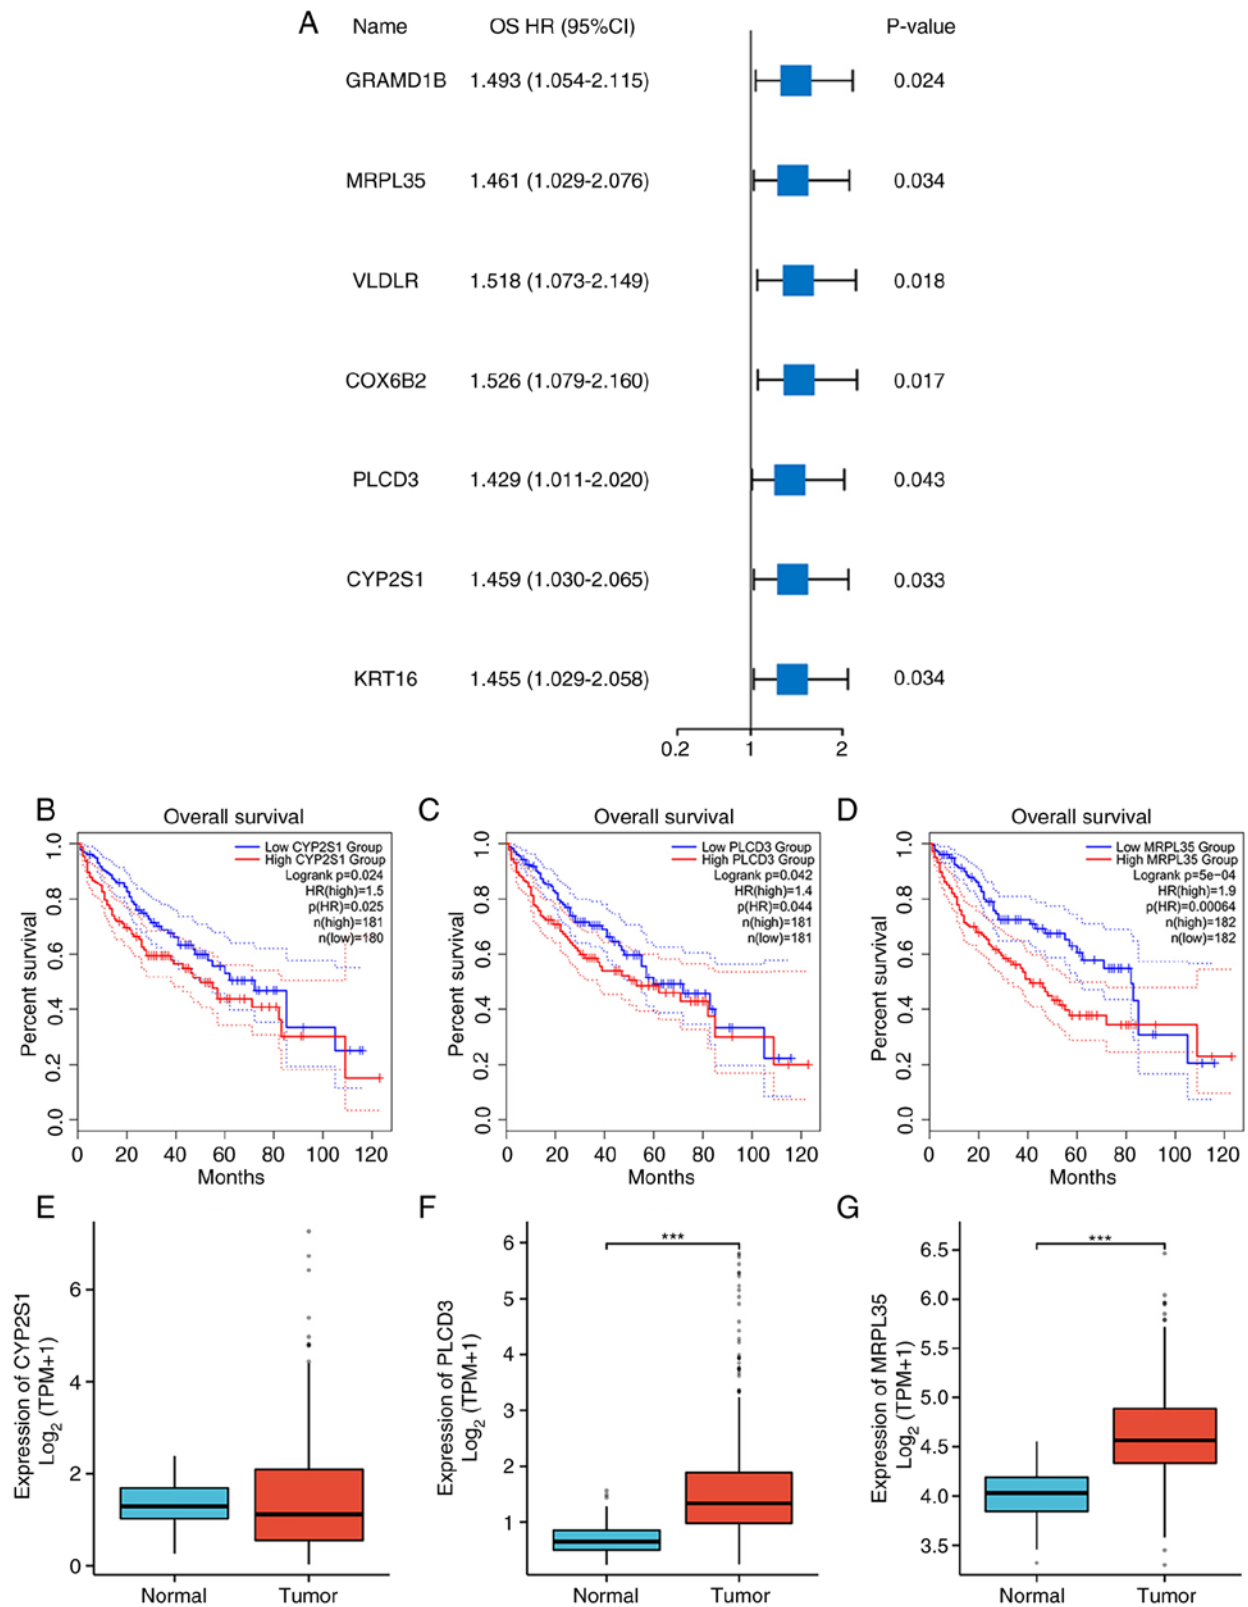 A Name OS HR (95%CI) P-value
GRAMD1B 1.493 (1.054-2.115) 0.024
MRPL35 1.461 (1.029-2.076) 0.034
VLDLR 1.518 (1.073-2.149) 0.018
COX6B2 1.526 (1.079-2.160) 0.017
PLCD3 1.429 (1.011-2.020) 0.043
CYP2S1 1.459 (1.030-2.065) 0.033
KRT16 1.455 (1.029-2.058) 0.034
0.2 1 2
B
Overall survival
Low CYP2S1 Group
High CYP2S1 Group
Logrank p=0.024
HR(high)=1.5
p(HR)=0.025
n(high)=181
n(low)=180
Percent survival
1.0
0.8
0.6
0.4
0.2
0.0
0 20 40 60 80 100 120
Months
C
Overall survival
Low PLCD3 Group
High PLCD3 Group
Logrank p=0.042
HR(high)=1.4
p(HR)=0.044
n(high)=181
n(low)=181
Percent survival
1.0
0.8
0.6
0.4
0.2
0.0
0 20 40 60 80 100 120
Months
D
Overall survival
Low MRPL35 Group
High MRPL35 Group
Logrank p=5e−04
HR(high)=1.9
p(HR)=0.00064
n(high)=182
n(low)=182
Percent survival
1.0
0.8
0.6
0.4
0.2
0.0
0 20 40 60 80 100 120
Months
E
Expression of CYP2S1
Log2 (TPM+1)
6
4
2
0
Normal Tumor
F
Expression of PLCD3
Log2 (TPM+1)
***
6
5
4
3
2
1
Normal Tumor
G
Expression of MRPL35
Log2 (TPM+1)
***
6.5
6.0
5.5
5.0
4.5
4.0
3.5
Normal Tumor